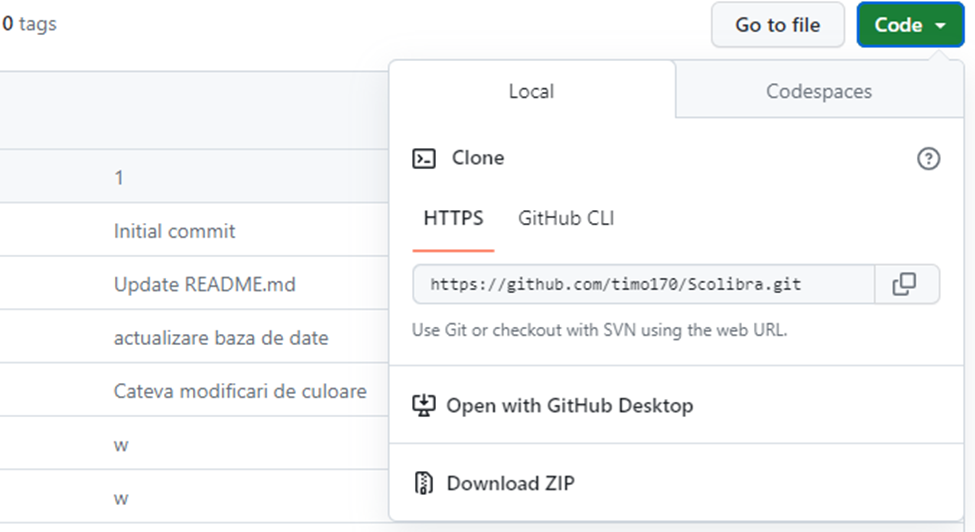 0 tags
Go to file
Code
Local
Codespaces
1
Clone
Initial commit
HTTPS
GitHub CLI
Update README.md
https://github.com/timo170/Scolibra.git
actualizare baza de date
Use Git or checkout with SVN using the web URL.
Cateva modificari de culoare
Open with GitHub Desktop
w
Download ZIP
w